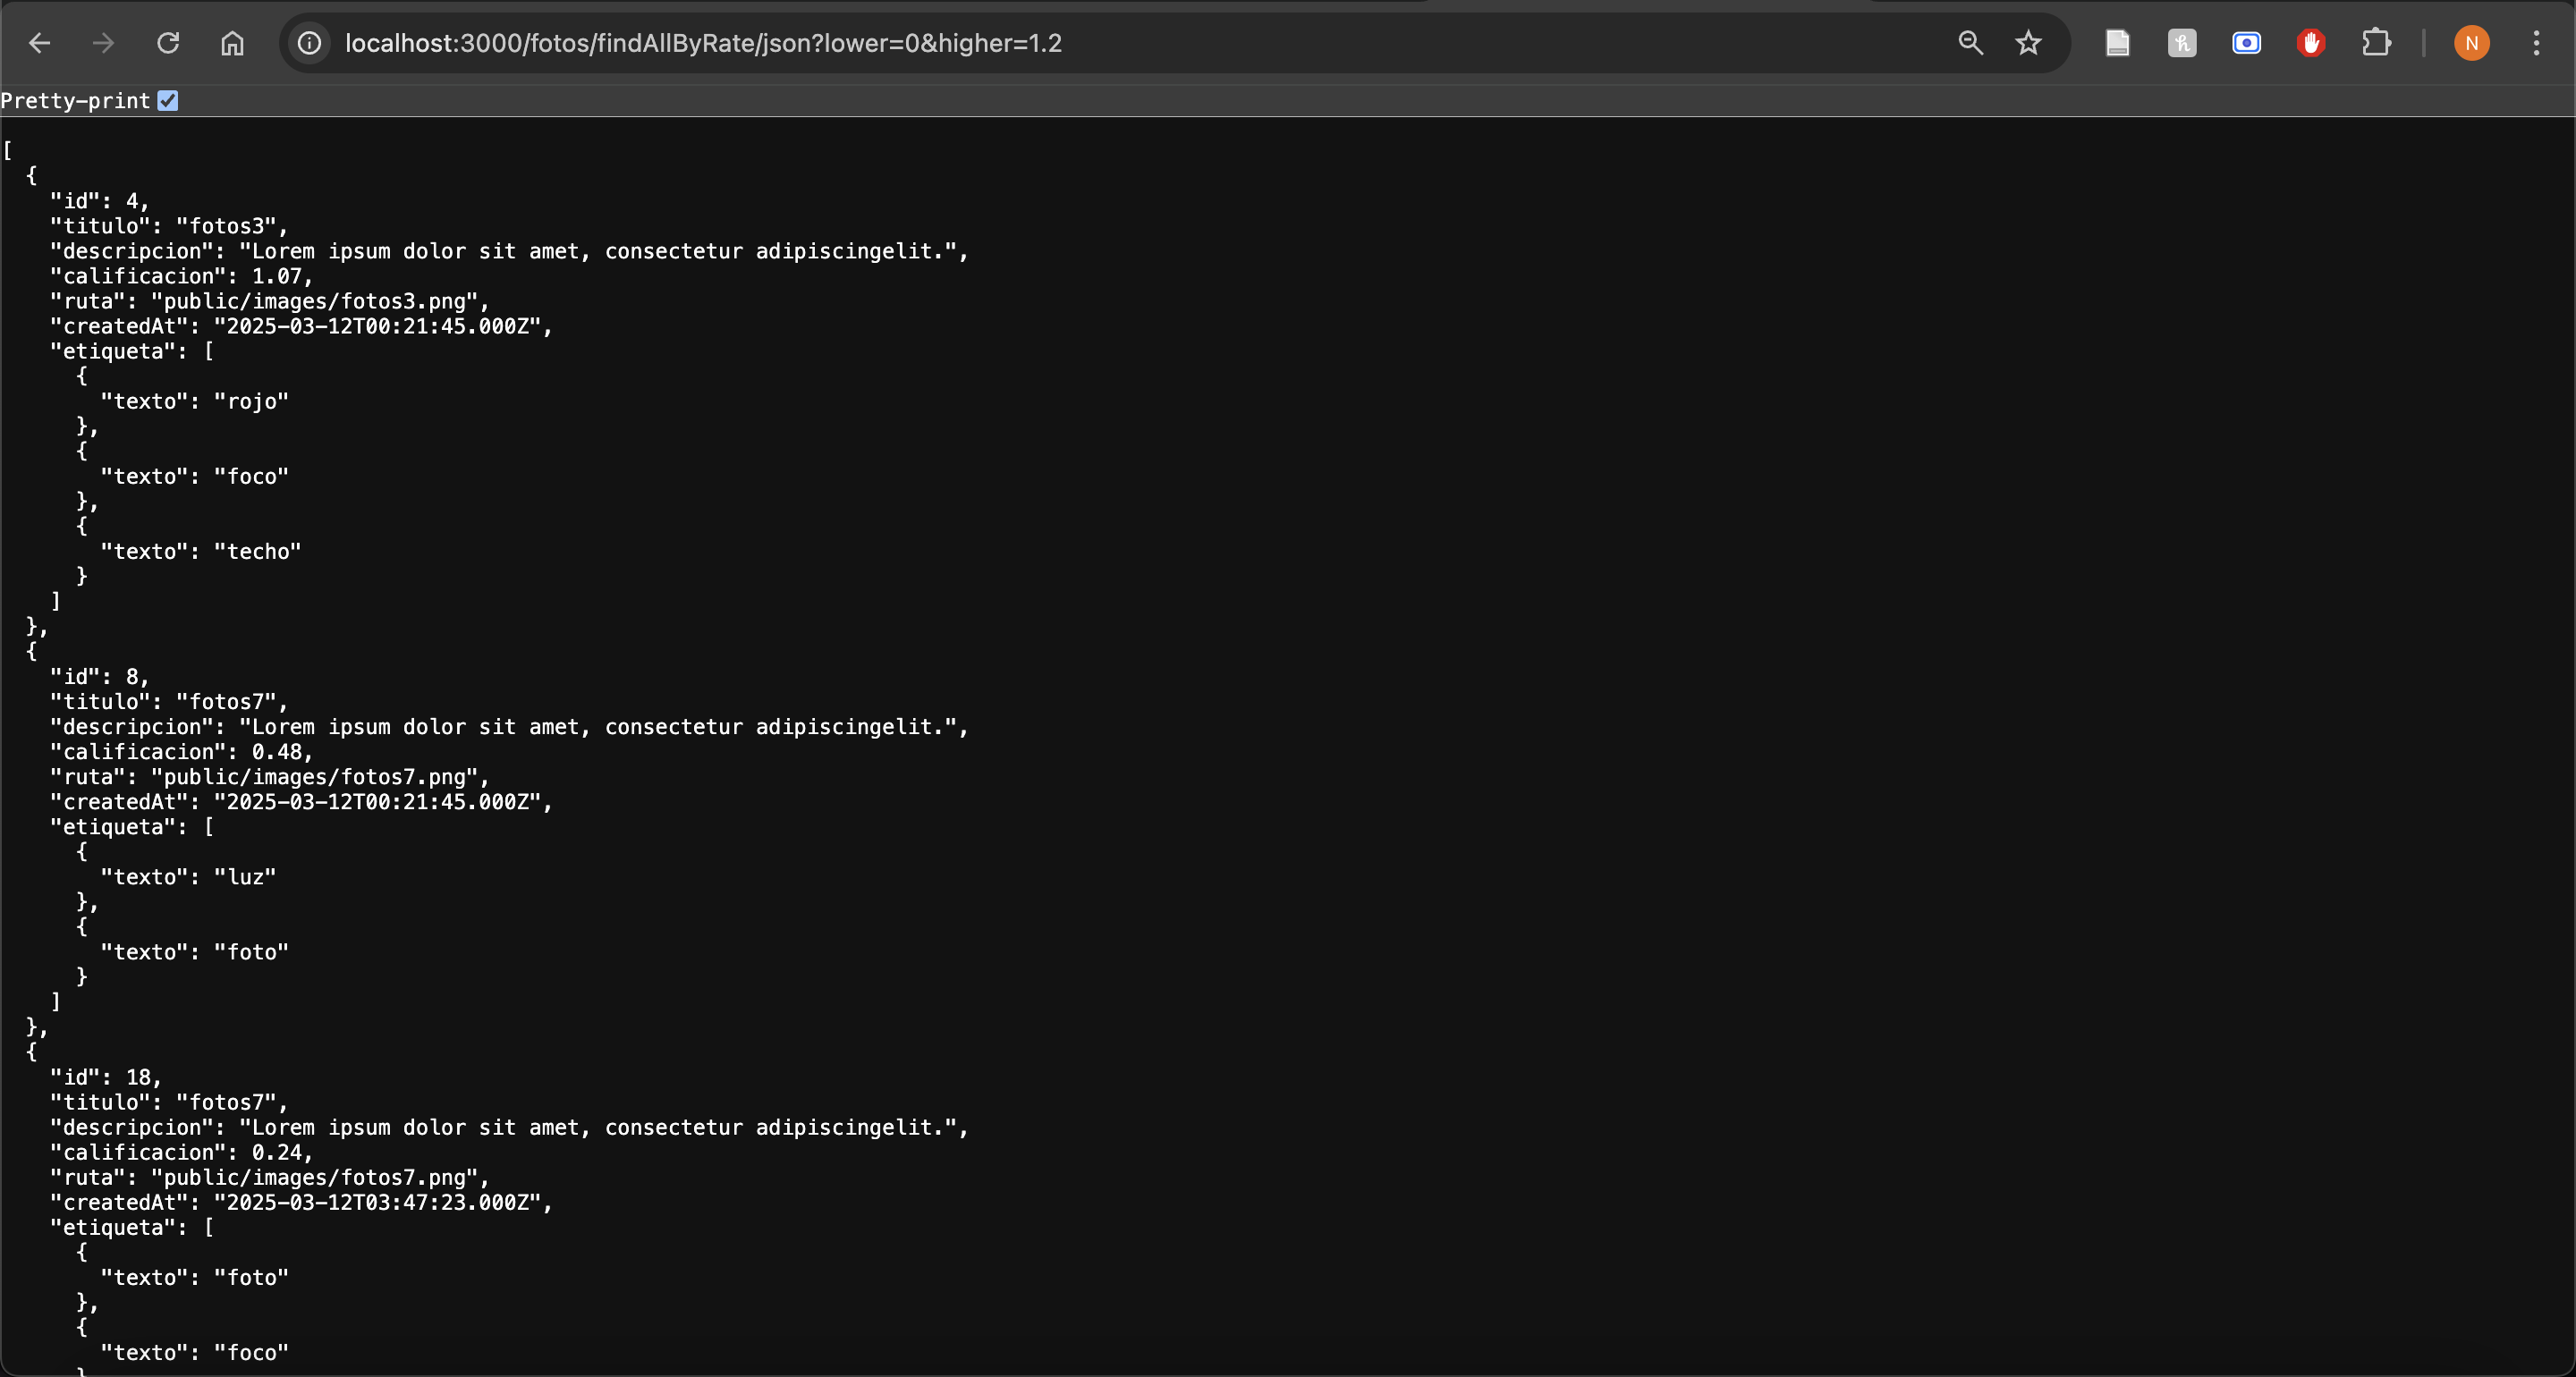 localhost:3000/fotos/findAllByRate/json?lower=0&higher=1.2
N
Pretty-print
[
  {
    "id": 4,
    "titulo": "fotos3",
    "descripcion": "Lorem ipsum dolor sit amet, consectetur adipiscingelit.",
    "calificacion": 1.07,
    "ruta": "public/images/fotos3.png",
    "createdAt": "2025-03-12T00:21:45.000Z",
    "etiqueta": [
      {
        "texto": "rojo"
      },
      {
        "texto": "foco"
      },
      {
        "texto": "techo"
      }
    ]
  },
  {
    "id": 8,
    "titulo": "fotos7",
    "descripcion": "Lorem ipsum dolor sit amet, consectetur adipiscingelit.",
    "calificacion": 0.48,
    "ruta": "public/images/fotos7.png",
    "createdAt": "2025-03-12T00:21:45.000Z",
    "etiqueta": [
      {
        "texto": "luz"
      },
      {
        "texto": "foto"
      }
    ]
  },
  {
    "id": 18,
    "titulo": "fotos7",
    "descripcion": "Lorem ipsum dolor sit amet, consectetur adipiscingelit.",
    "calificacion": 0.24,
    "ruta": "public/images/fotos7.png",
    "createdAt": "2025-03-12T03:47:23.000Z",
    "etiqueta": [
      {
        "texto": "foto"
      },
      {
        "texto": "foco"